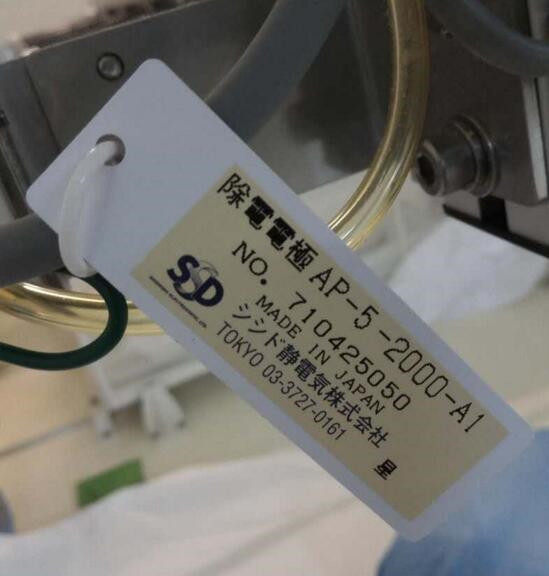 除電電極 AP-5-2000-A1
NO. 710425050
MADE IN JAPAN
SSD
シシド静電気株式会社
TOKYO 03-3727-0161
星